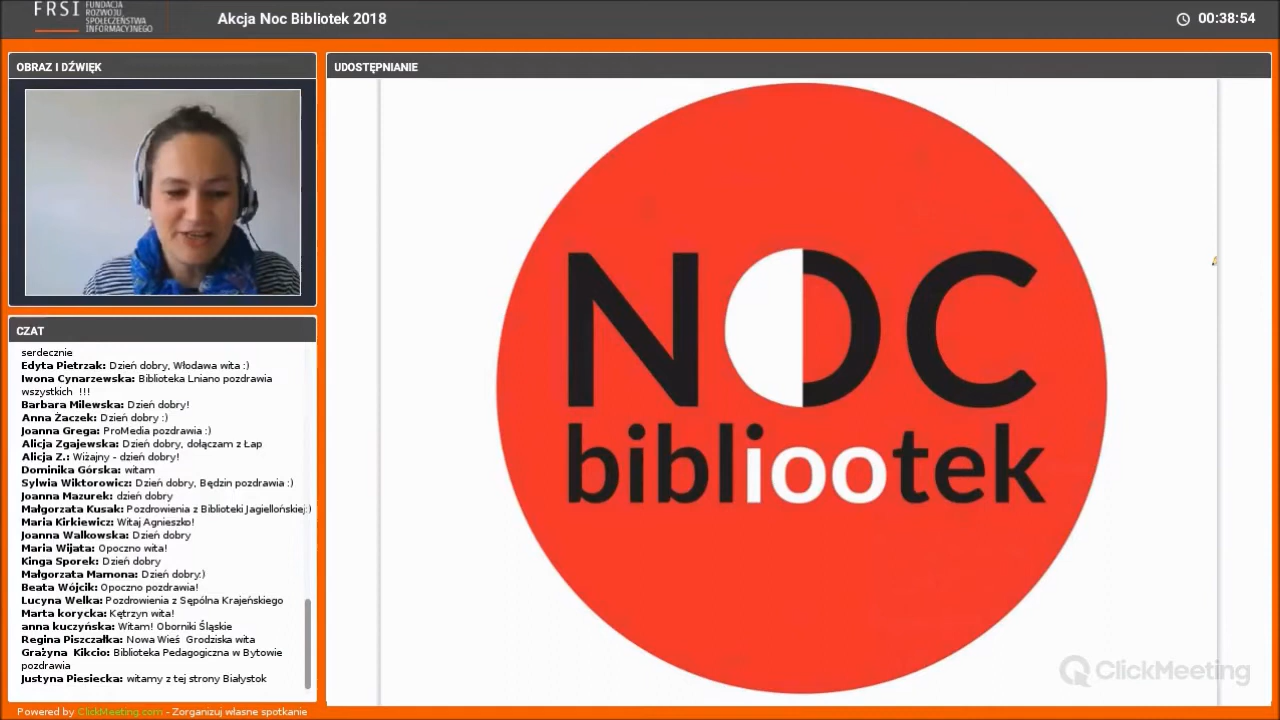 FRSI FUNDACJA
ROZWOJU
SPOŁECZEŃSTWA
INFORMACYJNEGO
Akcja Noc Bibliotek 2018
00:38:54
OBRAZ I DŹWIĘK
UDOSTĘPNIANIE
NOC
bibliootek
ClickMeeting
CZAT
serdecznie
Edyta Pietrzak: Dzień dobry, Włodawa wita :)
Iwona Cynarzewska: Biblioteka Lniano pozdrawia
wszystkich !!!
Barbara Milewska: Dzień dobry!
Anna Żaczek: Dzień dobry :)
Joanna Grega: ProMedia pozdrawia :)
Alicja Zgajewska: Dzień dobry, dołączam z Łap
Alicja Z.: Wiżajny - dzień dobry!
Dominika Górska: witam
Sylwia Wiktorowicz: Dzień dobry, Będzin pozdrawia :)
Joanna Mazurek: dzień dobry
Małgorzata Kusak: Pozdrowienia z Biblioteki Jagiellońskiej:)
Maria Kirkiewicz: Witaj Agnieszko!
Joanna Walkowska: Dzień dobry
Maria Wijata: Opoczno wita!
Kinga Sporek: Dzień dobry
Małgorzata Mamona: Dzień dobry:)
Beata Wójcik: Opoczno pozdrawia!
Lucyna Welka: Pozdrowienia z Sępólna Krajeńskiego
Marta korycka: Kętrzyn wita!
anna kuczyńska: Witam! Oborniki Śląskie
Regina Piszczałka: Nowa Wieś Grodziska wita
Grażyna Kikcio: Biblioteka Pedagogiczna w Bytowie
pozdrawia
Justyna Piesiecka: witamy z tej strony Białystok
Powered by ClickMeeting.com - Zorganizuj własne spotkanie